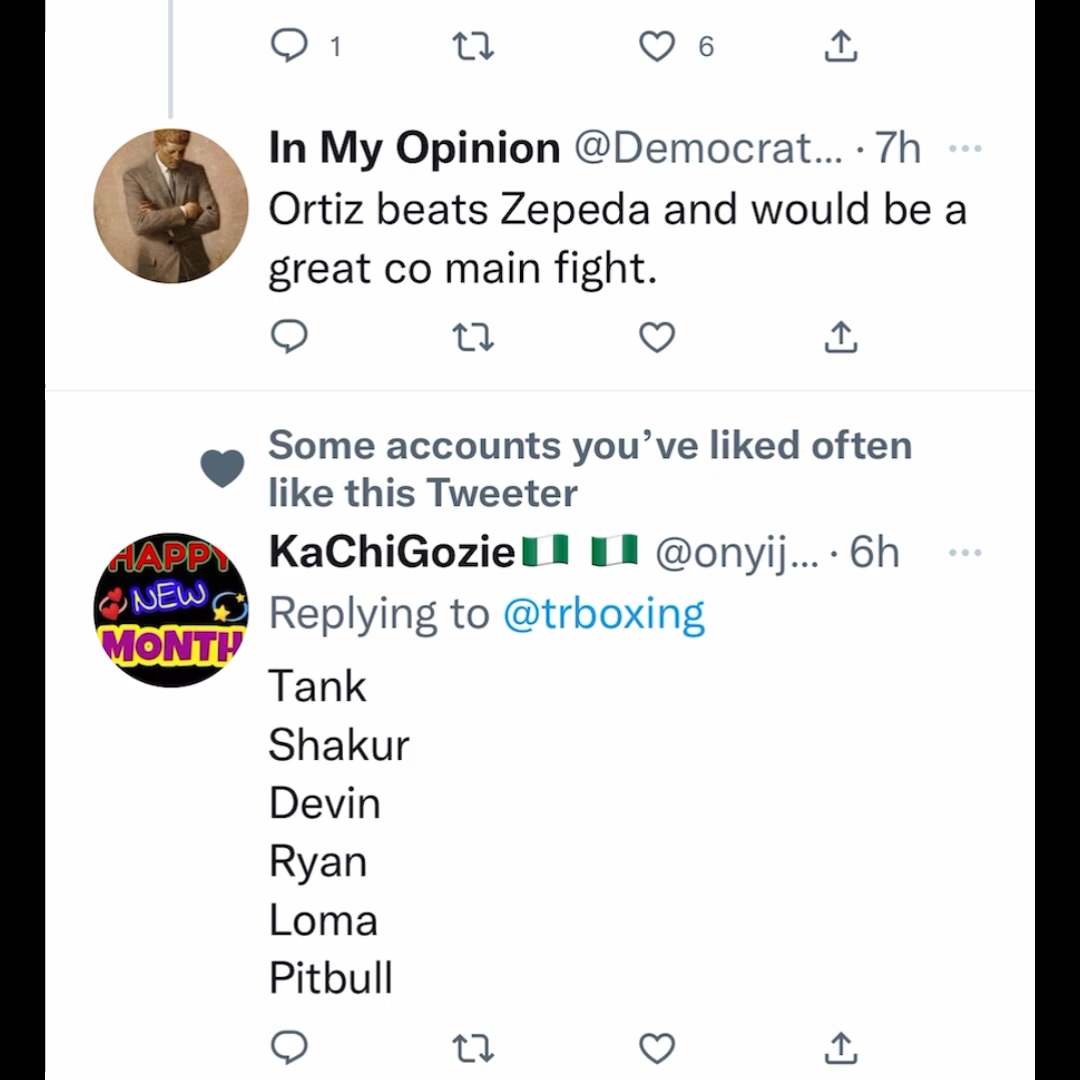 1 6
In My Opinion @Democrat... · 7h
Ortiz beats Zepeda and would be a
great co main fight.
Some accounts you’ve liked often
like this Tweeter
KaChiGozie🇳🇬 🇳🇬 @onyij... · 6h
HAPPY
NEW
MONTH
Replying to @trboxing
Tank
Shakur
Devin
Ryan
Loma
Pitbull